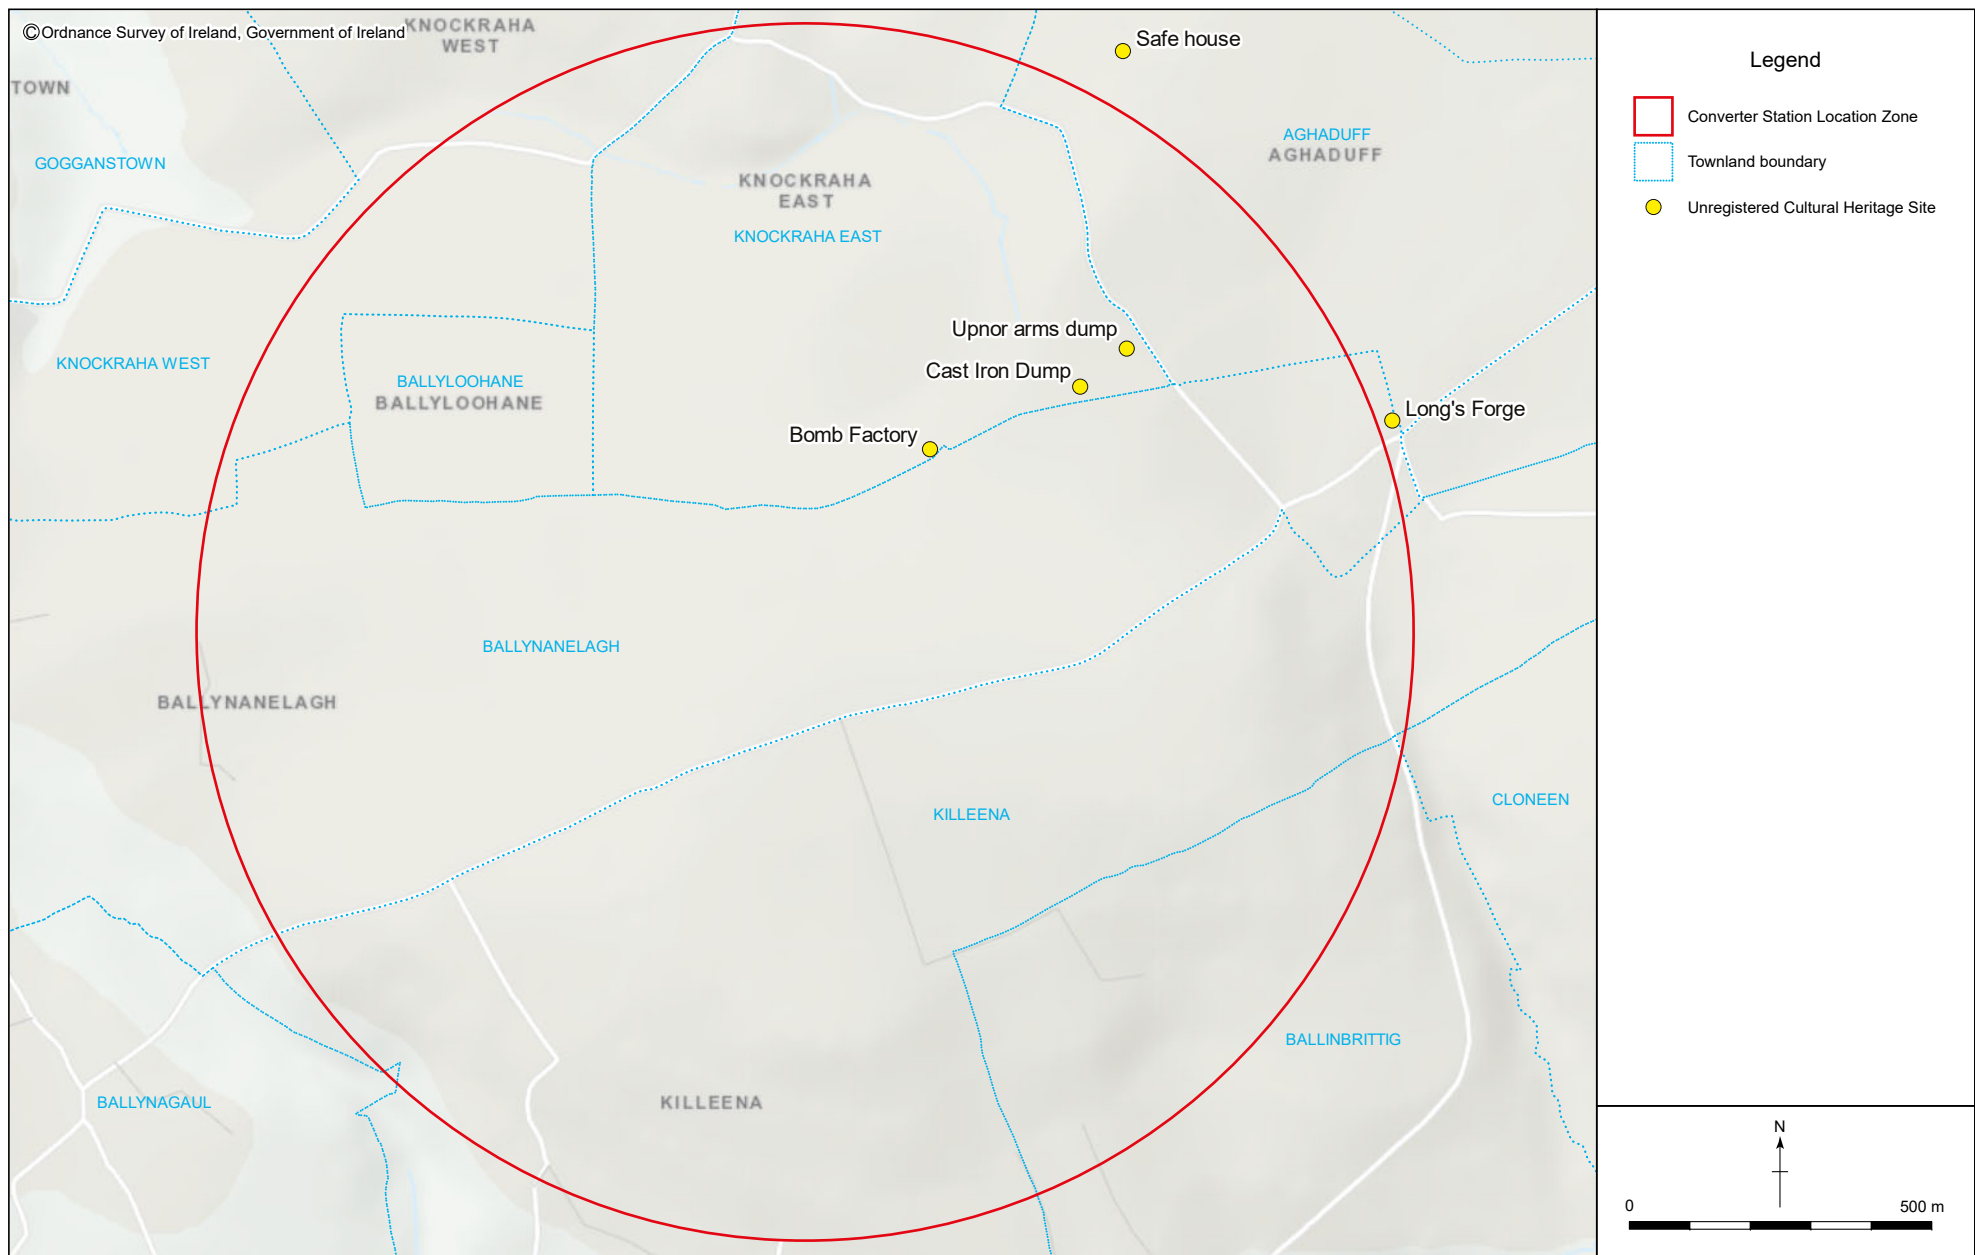 ©Ordnance Survey of Ireland, Government of Ireland
KNOCKRAHA
WEST
Safe house
TOWN
AGHADUFF
AGHADUFF
GOGGANSTOWN
KNOCKRAHA
EAST
KNOCKRAHA EAST
Upnor arms dump
KNOCKRAHA WEST
Cast Iron Dump
BALLYLOOHANE
BALLYLOOHANE
Long's Forge
Bomb Factory
BALLYNANELAGH
BALLYNANELAGH
CLONEEN
KILLEENA
BALLINBRITTIG
BALLYNAGAUL
KILLEENA
Legend
Converter Station Location Zone
Townland boundary
Unregistered Cultural Heritage Site
N
0 500 m